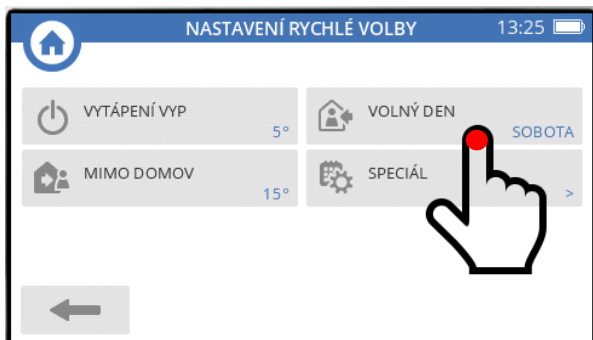 NASTAVENÍ RYCHLÉ VOLBY 13:25
VYTÁPENÍ VYP
5°
VOLNÝ DEN
SOBOTA
MIMO DOMOV
15°
SPECIÁL
>